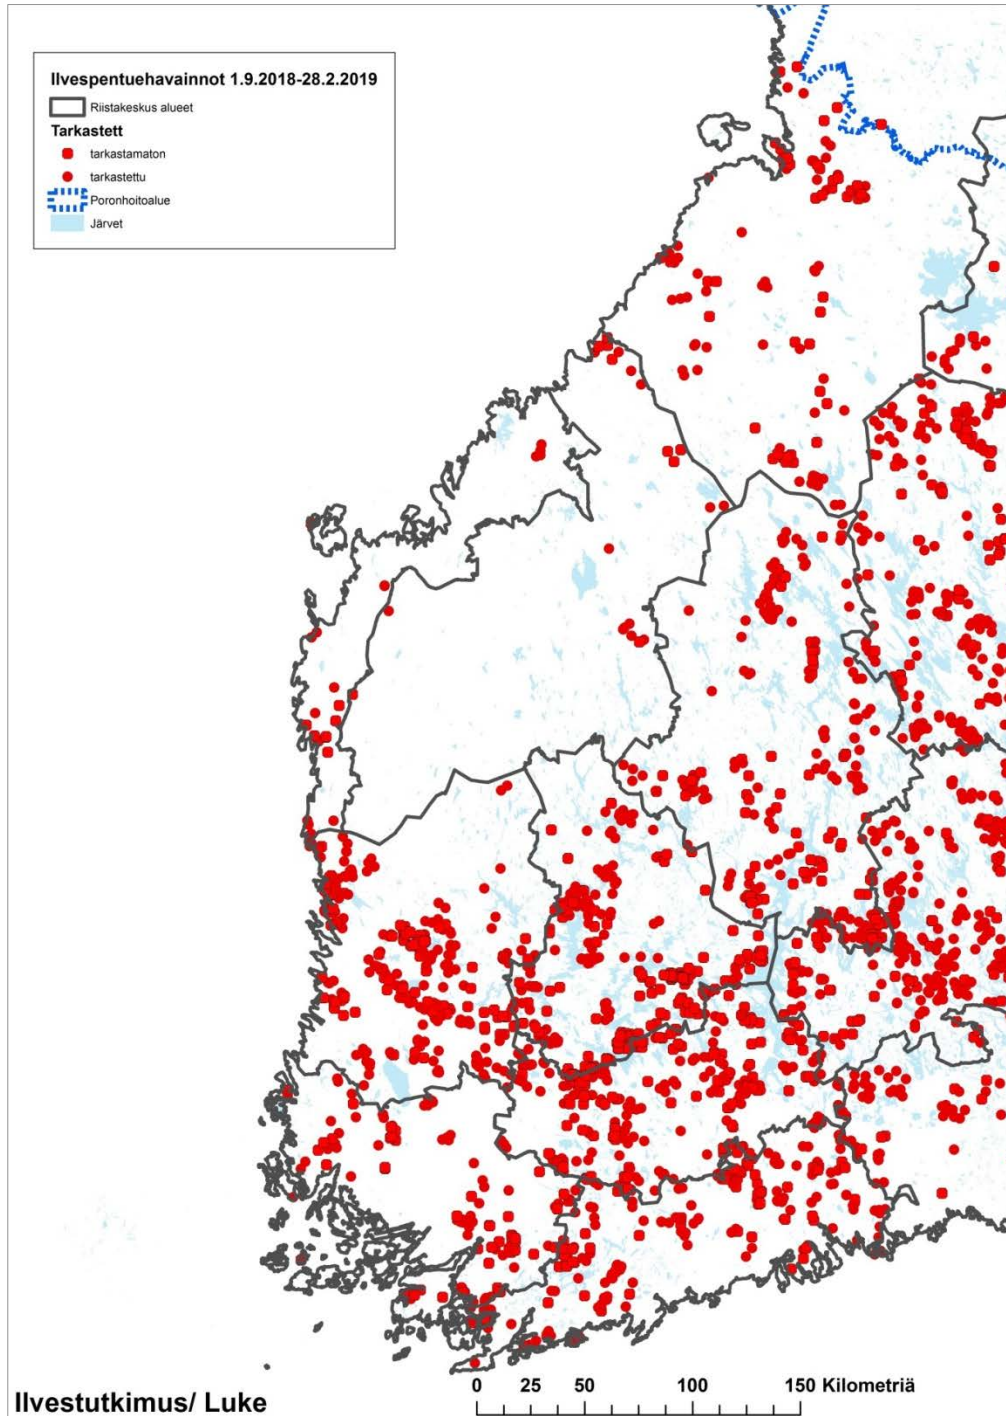 Ilvespentuehavainnot 1.9.2018-28.2.2019
Riistakeskus alueet
Tarkastett
tarkastamaton
tarkastettu
Poronhoitoalue
Järvet
Ilvestutkimus/ Luke
0 25 50 100 150 Kilometriä